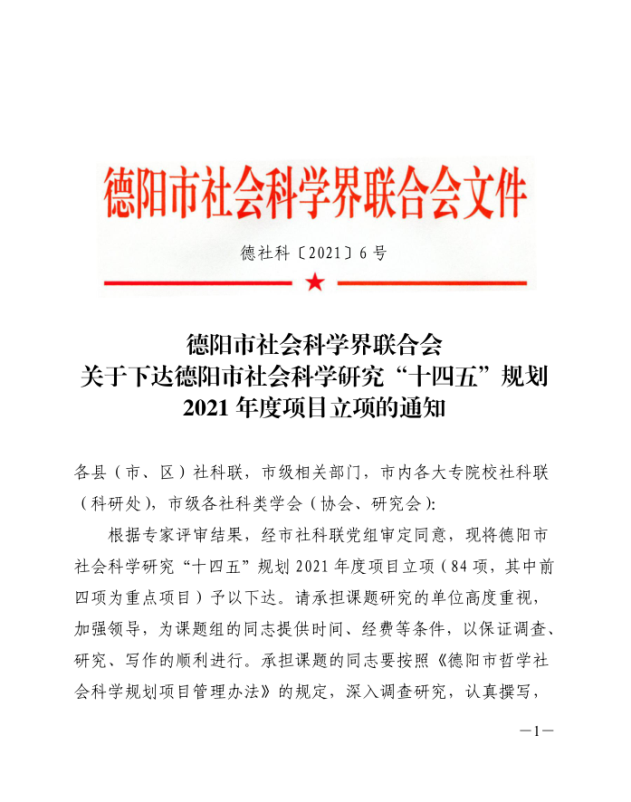 德阳市社会科学界联合会文件
德社科〔2021〕6 号
德阳市社会科学界联合会
关于下达德阳市社会科学研究“十四五”规划
2021 年度项目立项的通知
各县（市、区）社科联，市级相关部门，市内各大专院校社科联
（科研处），市级各社科类学会（协会、研究会）：
根据专家评审结果，经市社科联党组审定同意，现将德阳市
社会科学研究“十四五”规划 2021 年度项目立项（84 项，其中前
四项为重点项目）予以下达。请承担课题研究的单位高度重视，
加强领导，为课题组的同志提供时间、经费等条件，以保证调查、
研究、写作的顺利进行。承担课题的同志要按照《德阳市哲学社
会科学规划项目管理办法》的规定，深入调查研究，认真撰写，
—1—